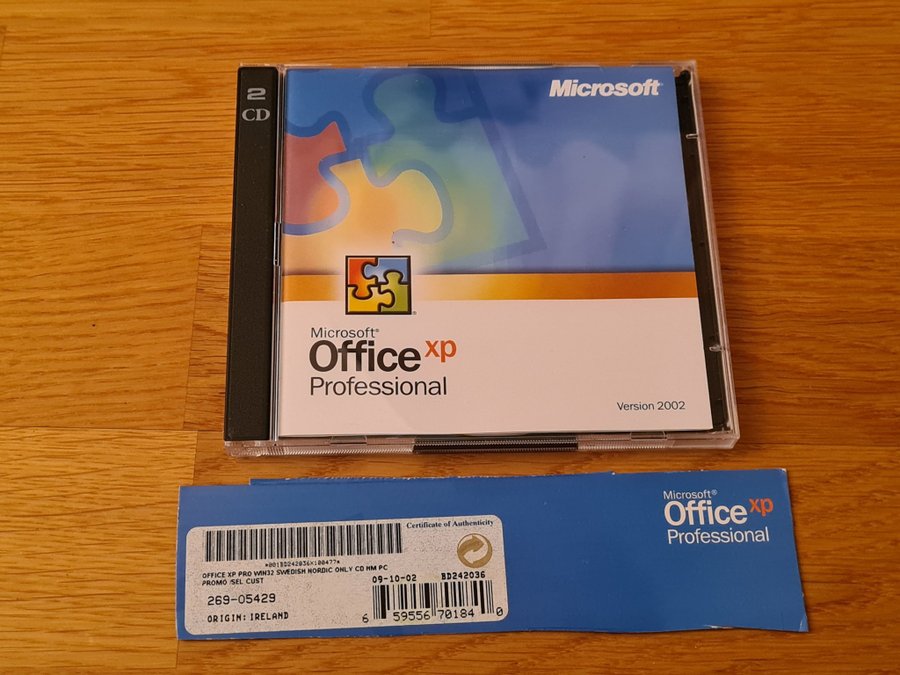 2
CD
Microsoft®
Microsoft®
Office xp
Professional
Version 2002
Certificate of Authenticity
*001BD242036X100477*
OFFICE XP PRO WIN32 SWEDISH NORDIC ONLY CD HM PC
PROMO /SEL CUST
09-10-02 BD242036
269-05429
ORIGIN: IRELAND
6 59556 70184 0
Microsoft®
Office xp
Professional